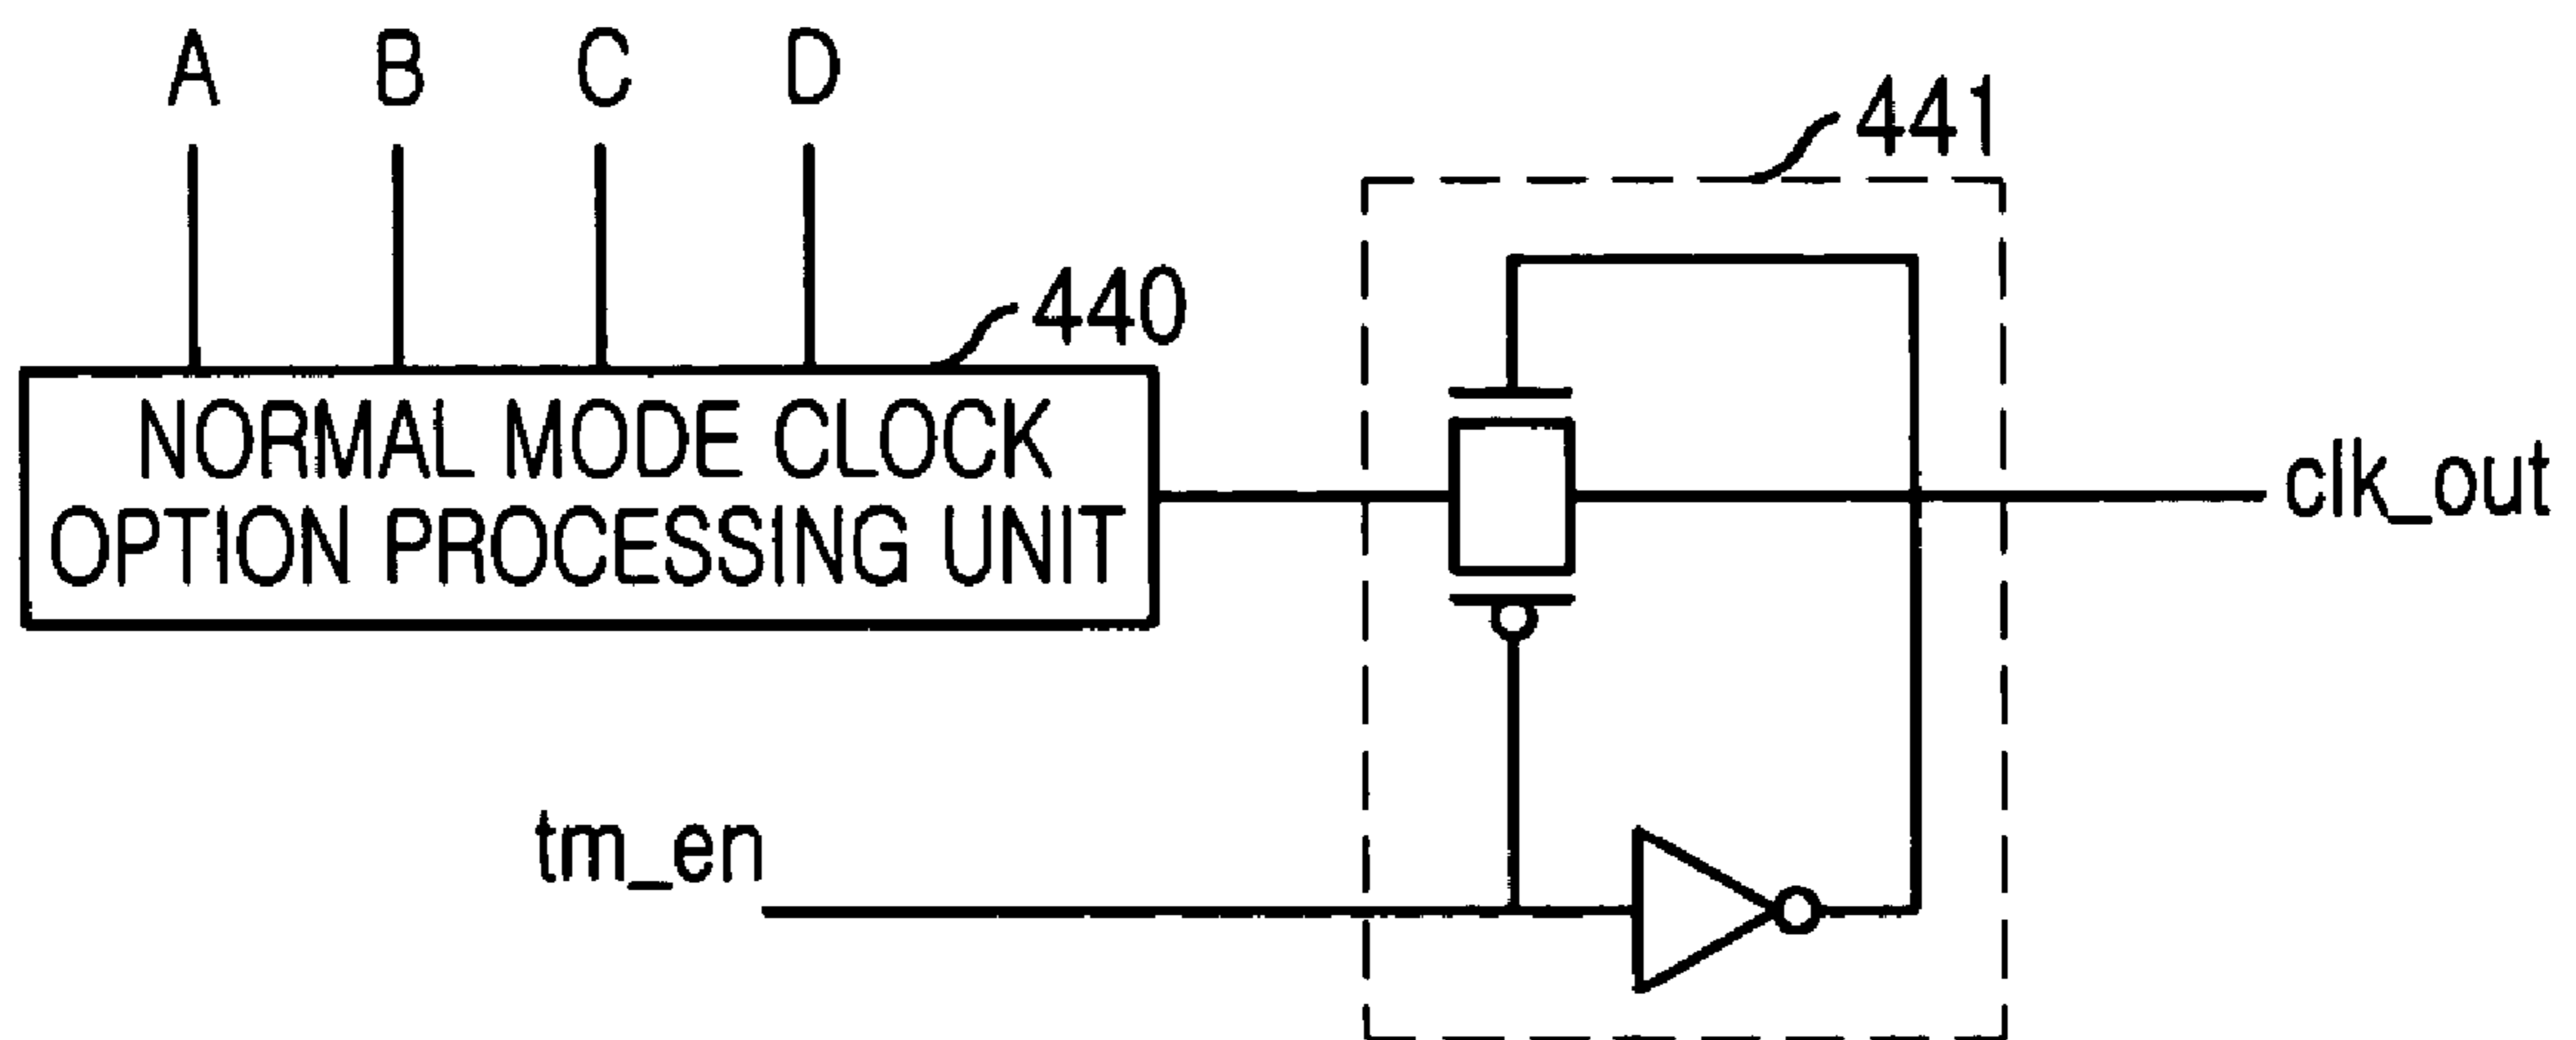 A B C D
441
440
NORMAL MODE CLOCK
OPTION PROCESSING UNIT
clk_out
tm_en